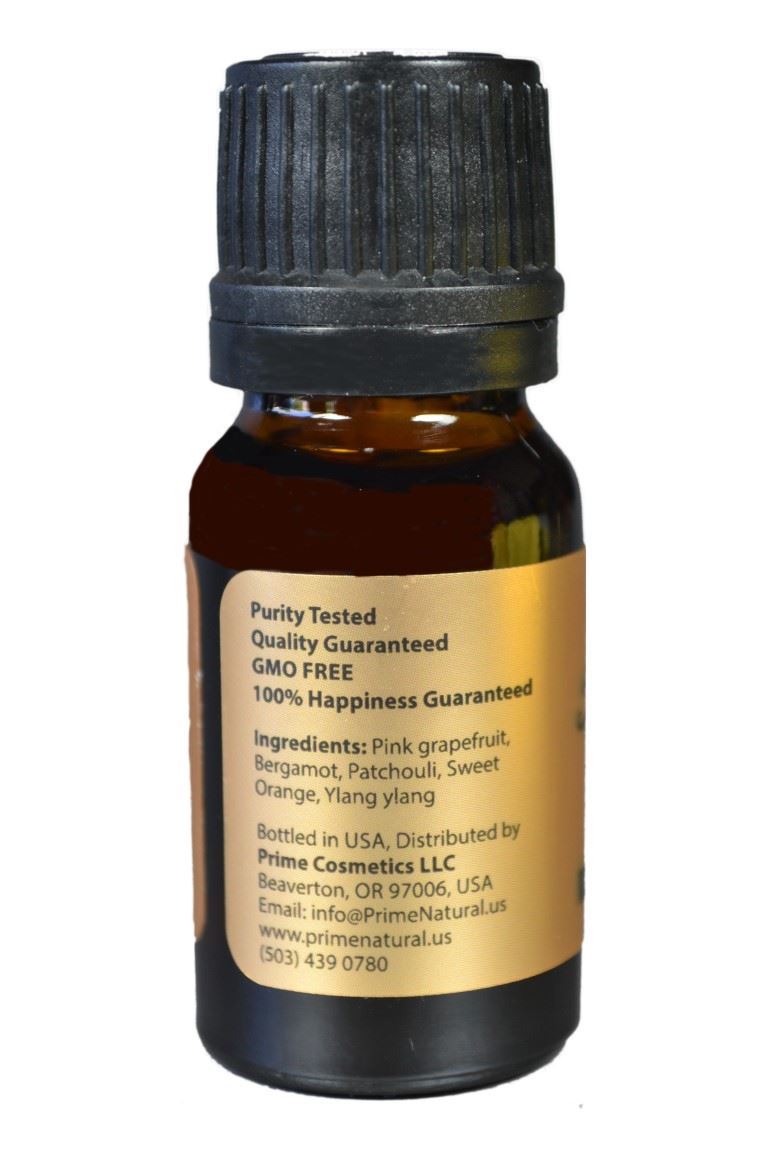 Purity Tested
Quality Guaranteed
GMO FREE
100% Happiness Guaranteed
Ingredients: Pink grapefruit,
Bergamot, Patchouli, Sweet
Orange, Ylang ylang
Bottled in USA, Distributed by
Prime Cosmetics LLC
Beaverton, OR 97006, USA
Email: info@PrimeNatural.us
www.primenatural.us
(503) 439 0780